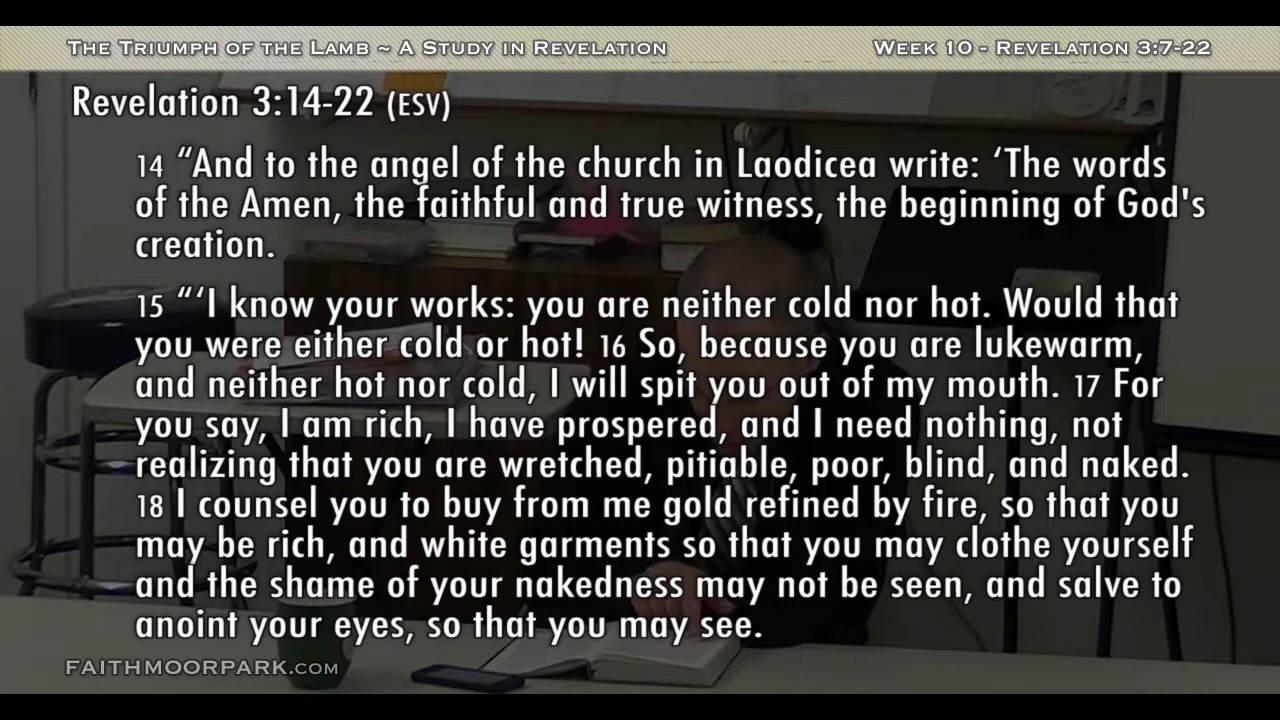 The Triumph of the Lamb ~ A Study in Revelation
Week 10 - Revelation 3:7-22
Revelation 3:14-22 (ESV)
14 “And to the angel of the church in Laodicea write: ‘The words
of the Amen, the faithful and true witness, the beginning of God's
creation.
15 “‘I know your works: you are neither cold nor hot. Would that
you were either cold or hot! 16 So, because you are lukewarm,
and neither hot nor cold, I will spit you out of my mouth. 17 For
you say, I am rich, I have prospered, and I need nothing, not
realizing that you are wretched, pitiable, poor, blind, and naked.
18 I counsel you to buy from me gold refined by fire, so that you
may be rich, and white garments so that you may clothe yourself
and the shame of your nakedness may not be seen, and salve to
anoint your eyes, so that you may see.
FAITHMOORPARK.COM